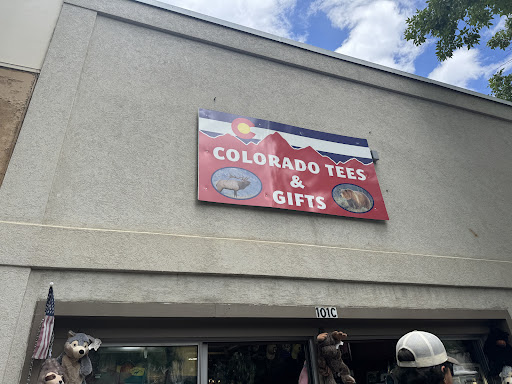 COLORADO TEES
&
GIFTS
101C